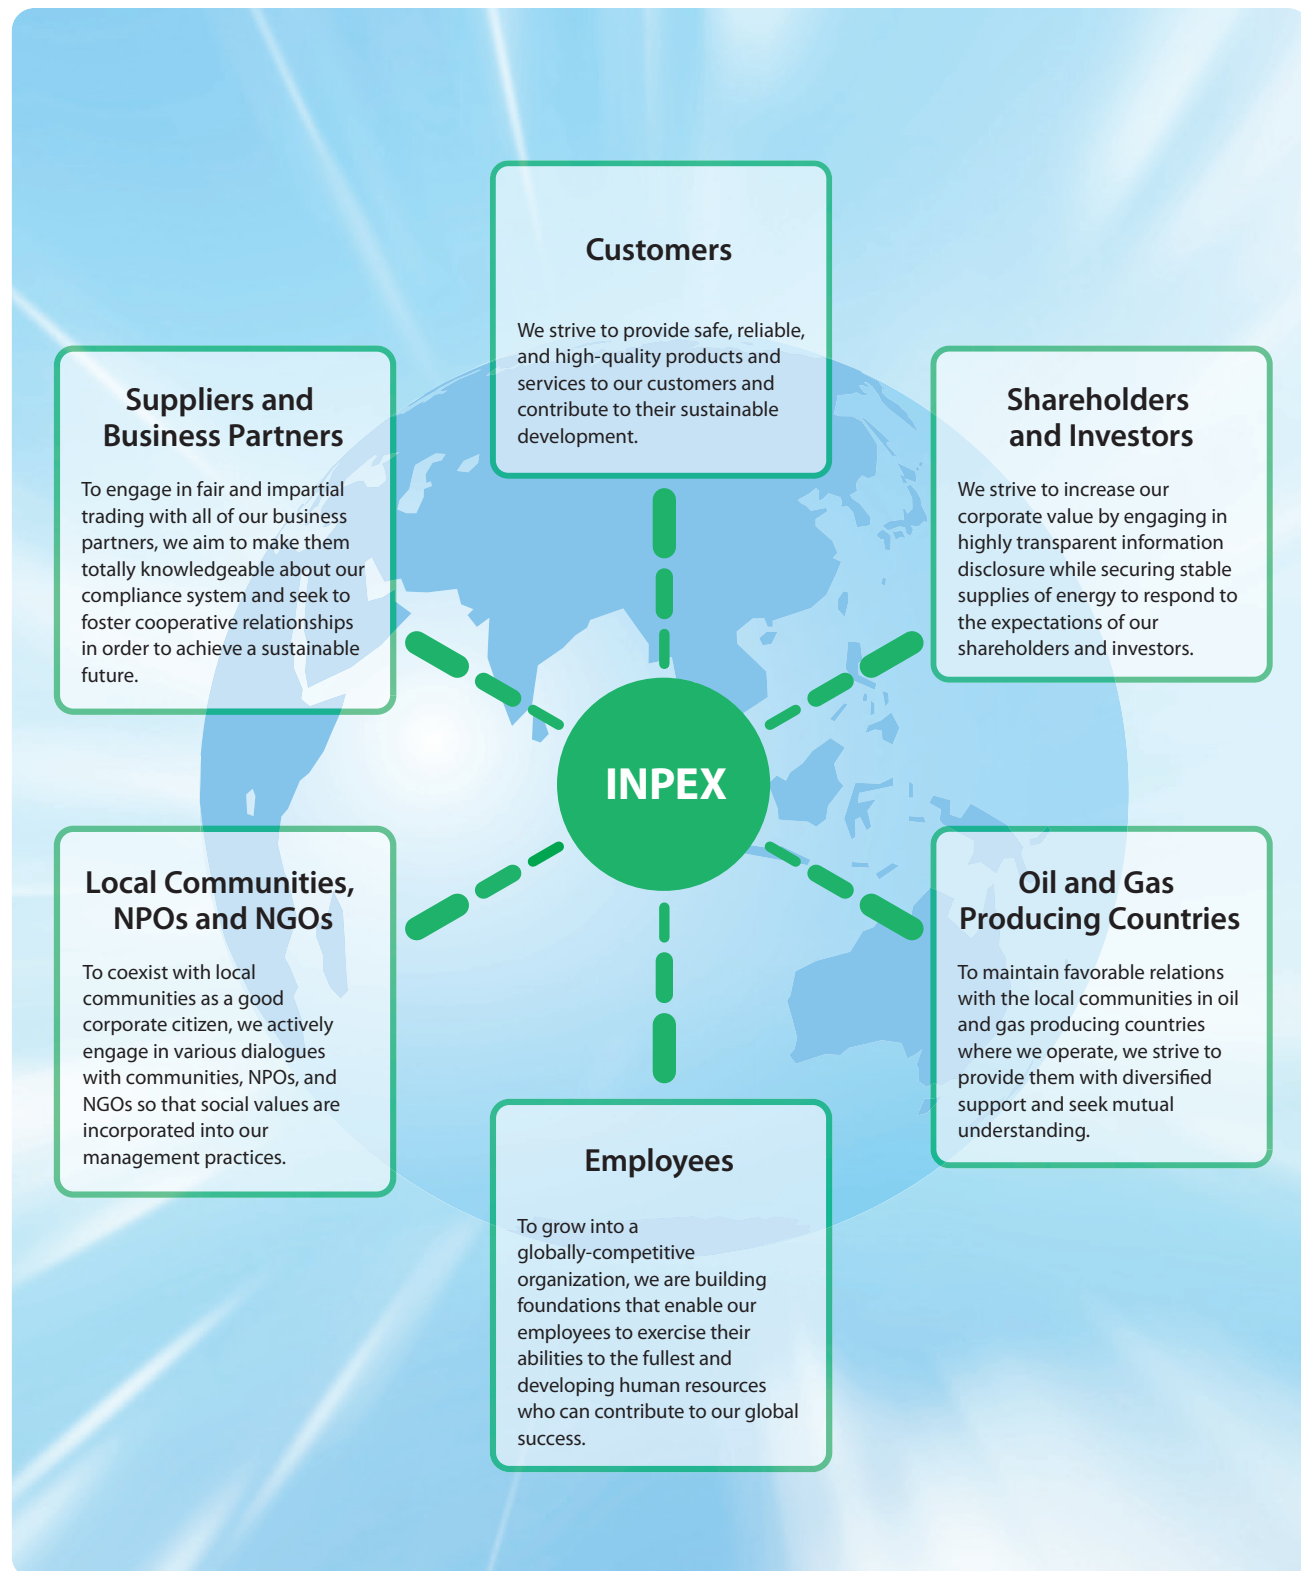 Customers
We strive to provide safe, reliable,
and high-quality products and
services to our customers and
contribute to their sustainable
development.
Suppliers and
Business Partners
To engage in fair and impartial
trading with all of our business
partners, we aim to make them
totally knowledgeable about our
compliance system and seek to
foster cooperative relationships
in order to achieve a sustainable
future.
Shareholders
and Investors
We strive to increase our
corporate value by engaging in
highly transparent information
disclosure while securing stable
supplies of energy to respond to
the expectations of our
shareholders and investors.
INPEX
Local Communities,
NPOs and NGOs
To coexist with local
communities as a good
corporate citizen, we actively
engage in various dialogues
with communities, NPOs, and
NGOs so that social values are
incorporated into our
management practices.
Oil and Gas
Producing Countries
To maintain favorable relations
with the local communities in oil
and gas producing countries
where we operate, we strive to
provide them with diversified
support and seek mutual
understanding.
Employees
To grow into a
globally-competitive
organization, we are building
foundations that enable our
employees to exercise their
abilities to the fullest and
developing human resources
who can contribute to our global
success.